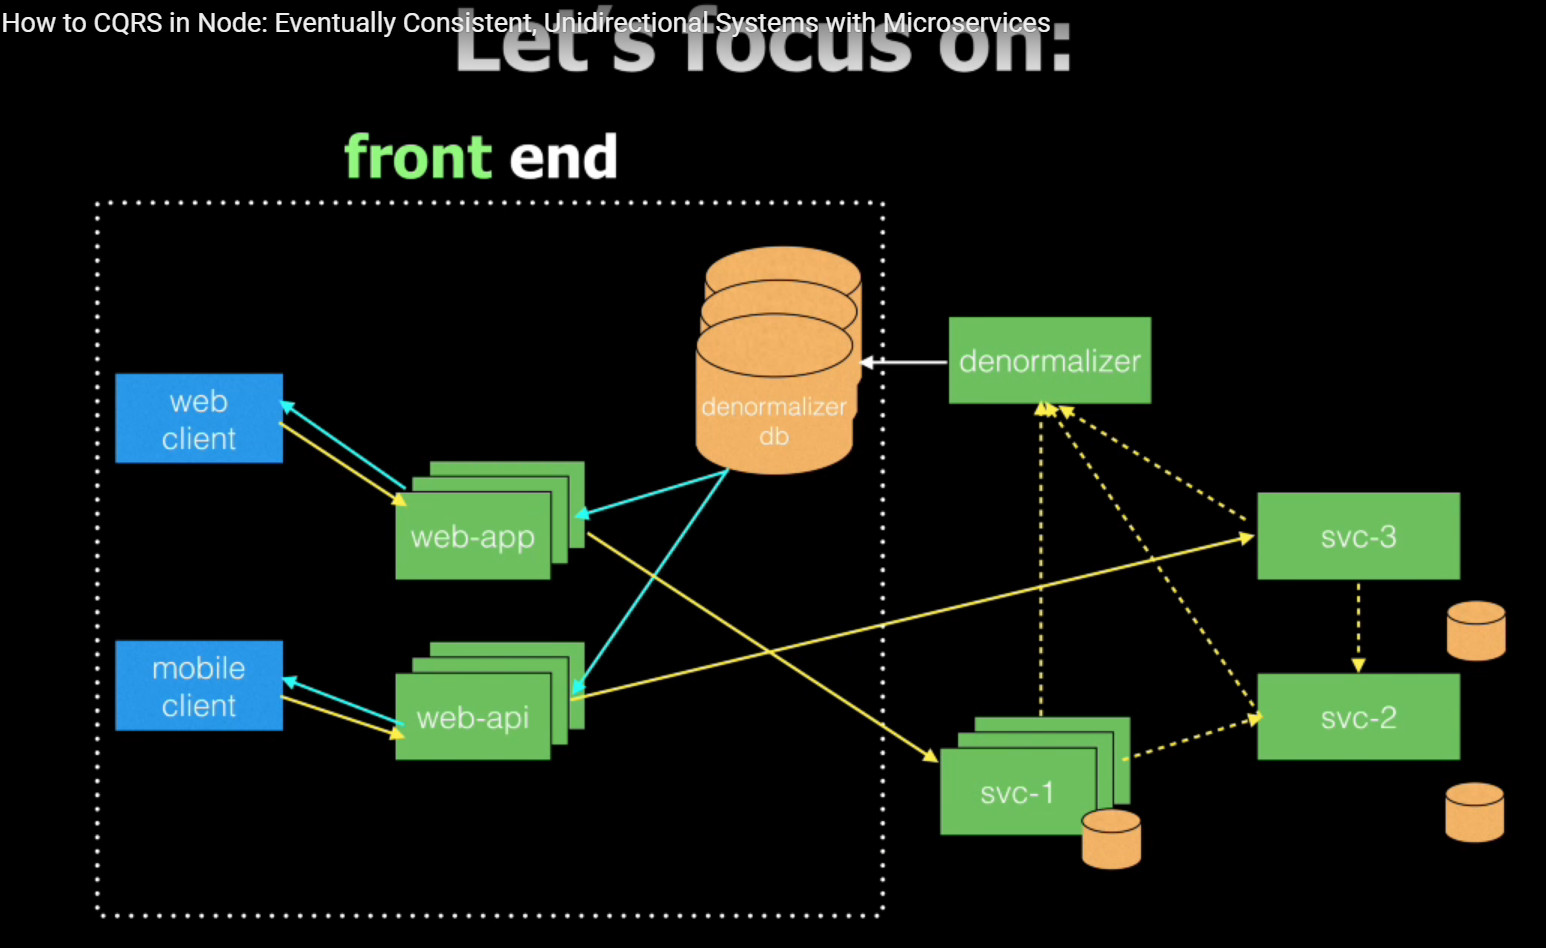 How to CQRS in Node: Eventually Consistent, Unidirectional Systems with Microservices
Let's focus on:
front end
denormalizer
db
denormalizer
web
client
web-app
svc-3
mobile
client
web-api
svc-2
svc-1